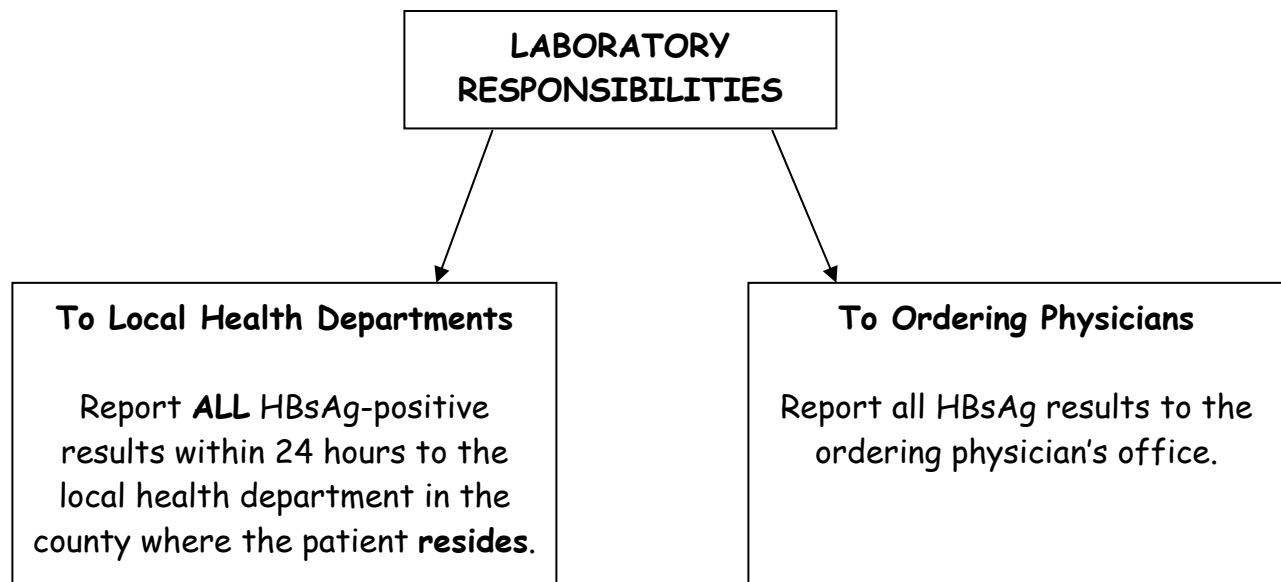 LABORATORY
RESPONSIBILITIES
To Local Health Departments
Report ALL HBsAg-positive
results within 24 hours to the
local health department in the
county where the patient resides.
To Ordering Physicians
Report all HBsAg results to the
ordering physician’s office.